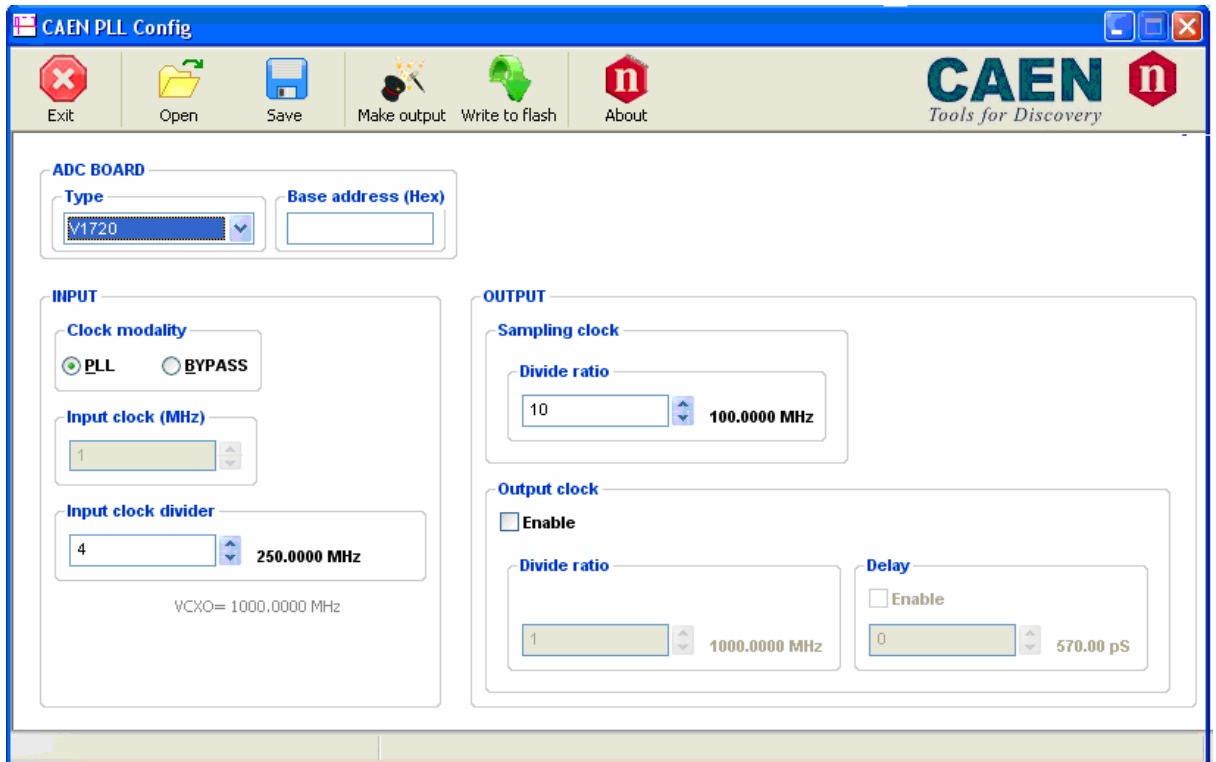 CAEN PLL Config
Exit
Open
Save
Make output
Write to flash
About
n
CAEN
Tools for Discovery
n
ADC BOARD
Type
V1720
Base address (Hex)
INPUT
Clock modality
PLL
BYPASS
Input clock (MHz)
1
Input clock divider
4
250.0000 MHz
VCXO= 1000.0000 MHz
OUTPUT
Sampling clock
Divide ratio
10
100.0000 MHz
Output clock
Enable
Divide ratio
1
1000.0000 MHz
Delay
Enable
0
570.00 pS